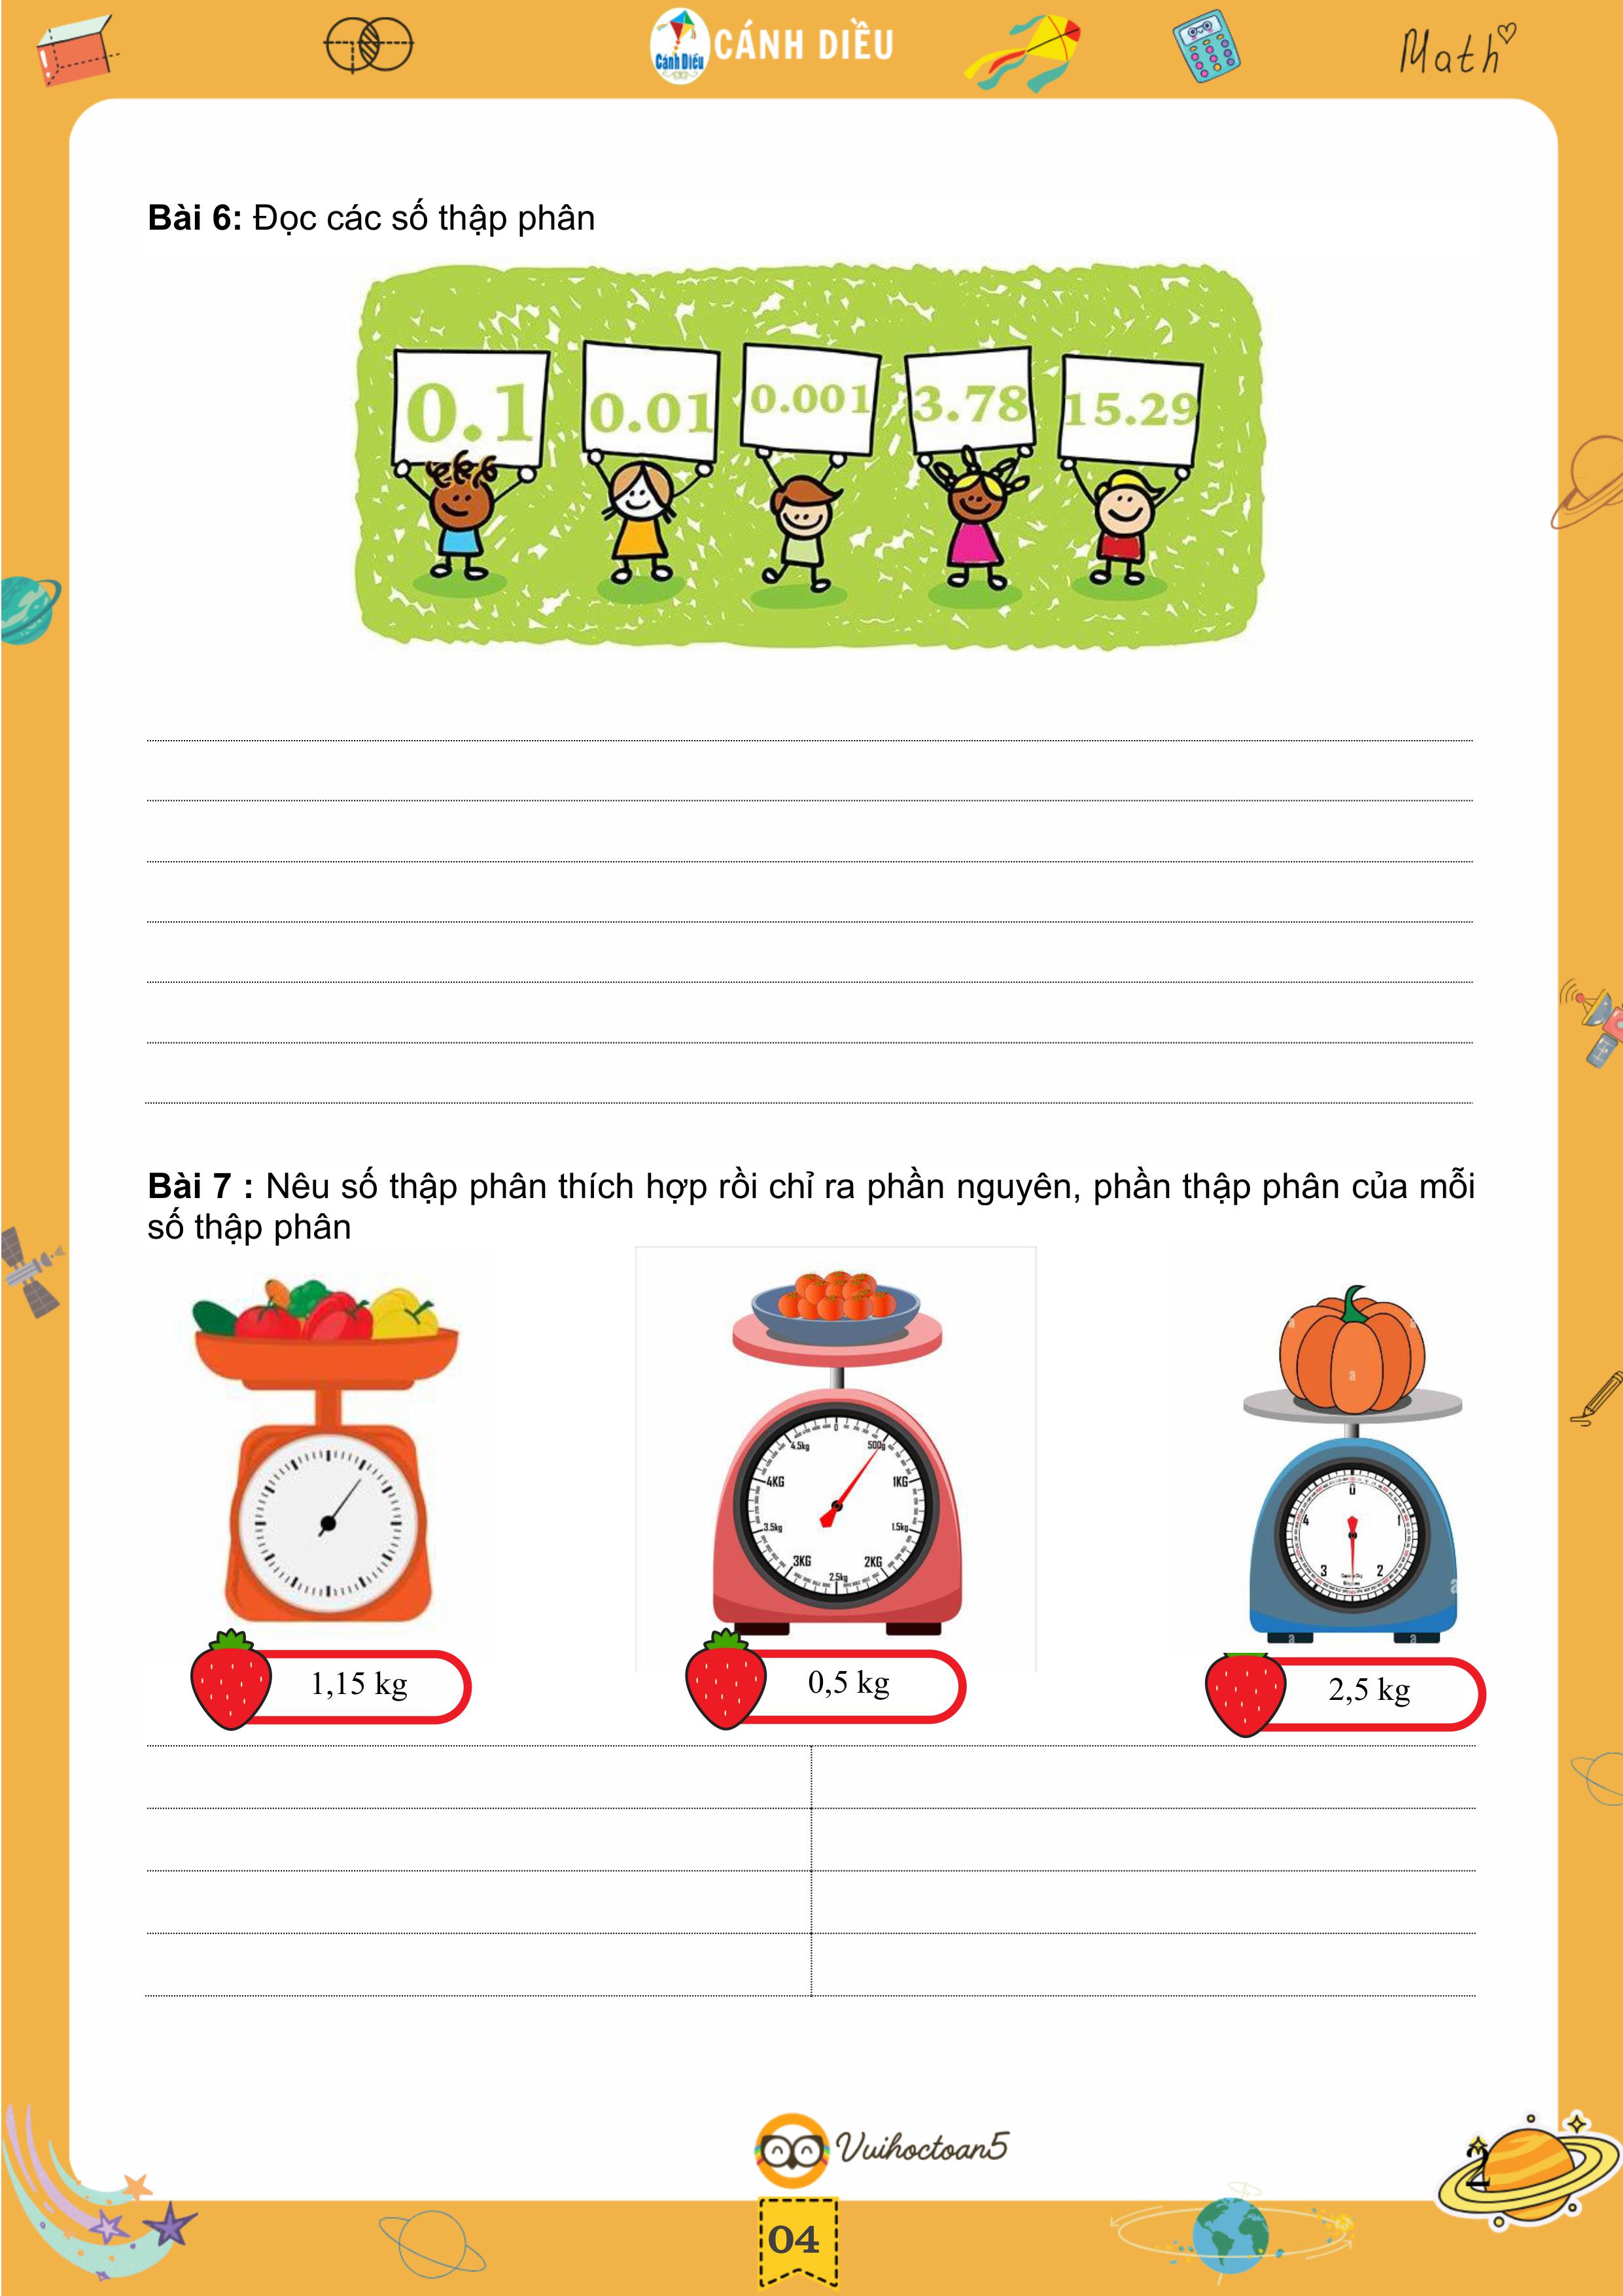 Cánh Diều
CÁNH DIỀU
Math
Bài 6: Đọc các số thập phân
0.1
0.01
0.001
3.78
15.29
Bài 7 : Nêu số thập phân thích hợp rồi chỉ ra phần nguyên, phần thập phân của mỗi
số thập phân
0
500g
1KG
1.5kg
2KG
2.5kg
3KG
3.5kg
4KG
4.5kg
0
1
2
3
4
a
a
1,15 kg
0,5 kg
2,5 kg
Vuihoctoan5
2
04